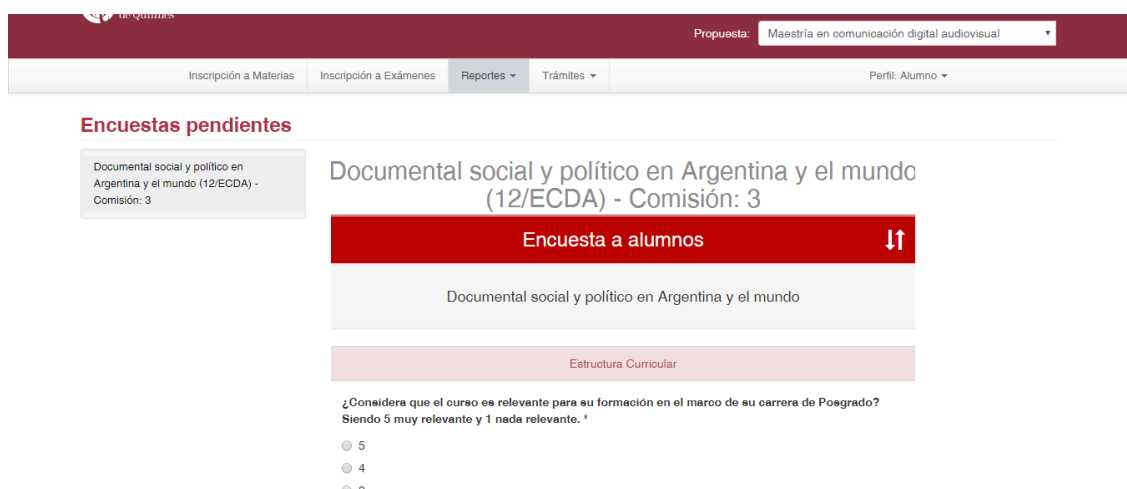 de Quilmes
Propuesta: Maestría en comunicación digital audiovisual
Inscripción a Materias Inscripción a Exámenes Reportes Trámites Perfil: Alumno
Encuestas pendientes
Documental social y político en
Argentina y el mundo (12/ECDA) -
Comisión: 3
Documental social y político en Argentina y el mundo
(12/ECDA) - Comisión: 3
Encuesta a alumnos
Documental social y político en Argentina y el mundo
Estructura Curricular
¿Considera que el curso es relevante para su formación en el marco de su carrera de Posgrado?
Siendo 5 muy relevante y 1 nada relevante. *
5
4